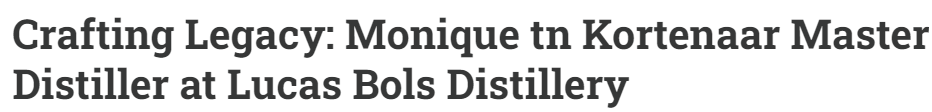 Crafting Legacy: Monique tn Kortenaar Master
Distiller at Lucas Bols Distillery